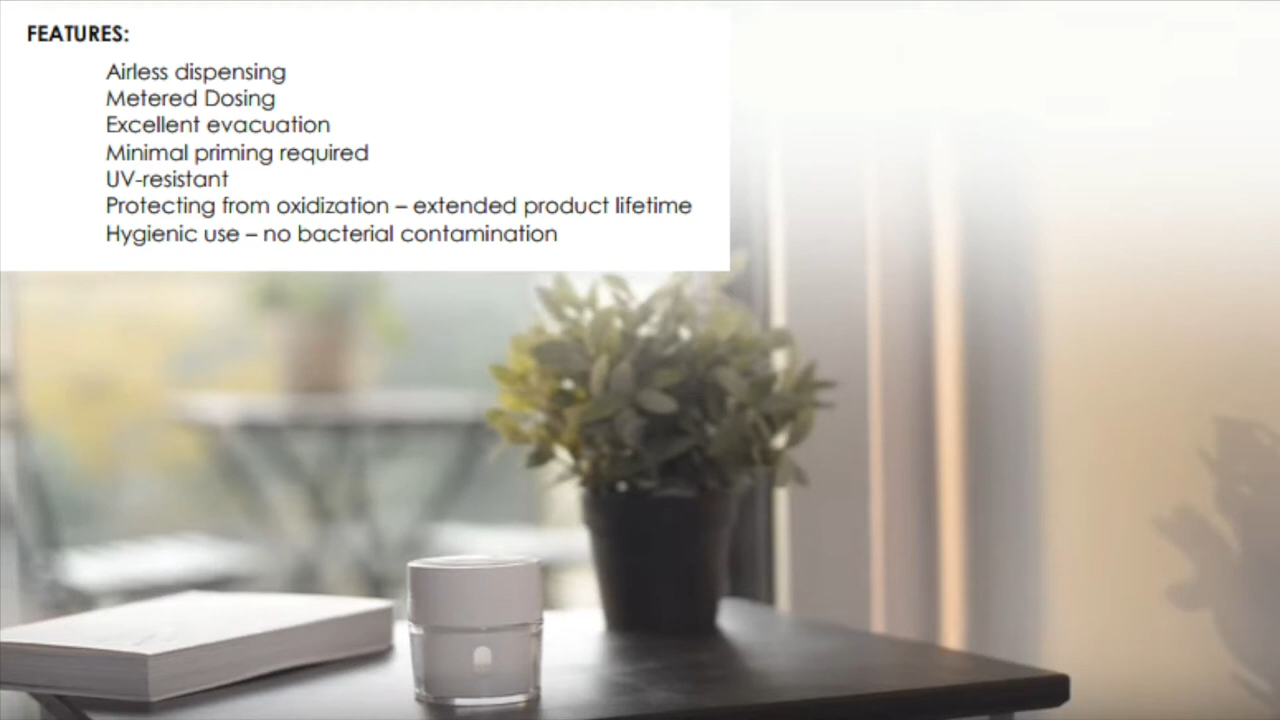 FEATURES:
Airless dispensing
Metered Dosing
Excellent evacuation
Minimal priming required
UV-resistant
Protecting from oxidization – extended product lifetime
Hygienic use – no bacterial contamination